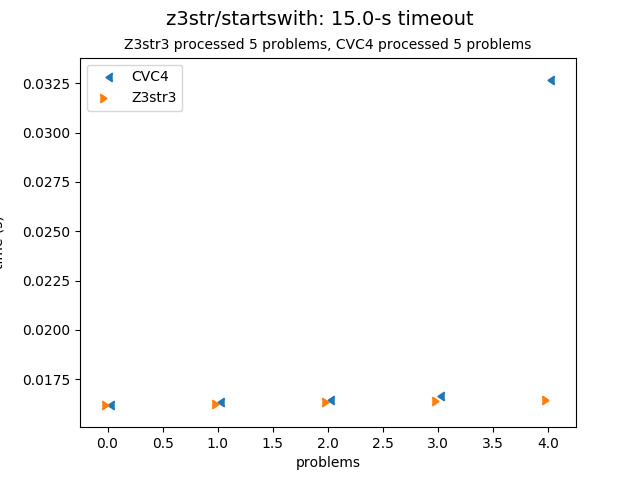 z3str/startswith: 15.0-s timeout
Z3str3 processed 5 problems, CVC4 processed 5 problems
CVC4
Z3str3
0.0325
0.0300
0.0275
0.0250
0.0225
0.0200
0.0175
0.0 0.5 1.0 1.5 2.0 2.5 3.0 3.5 4.0
problems